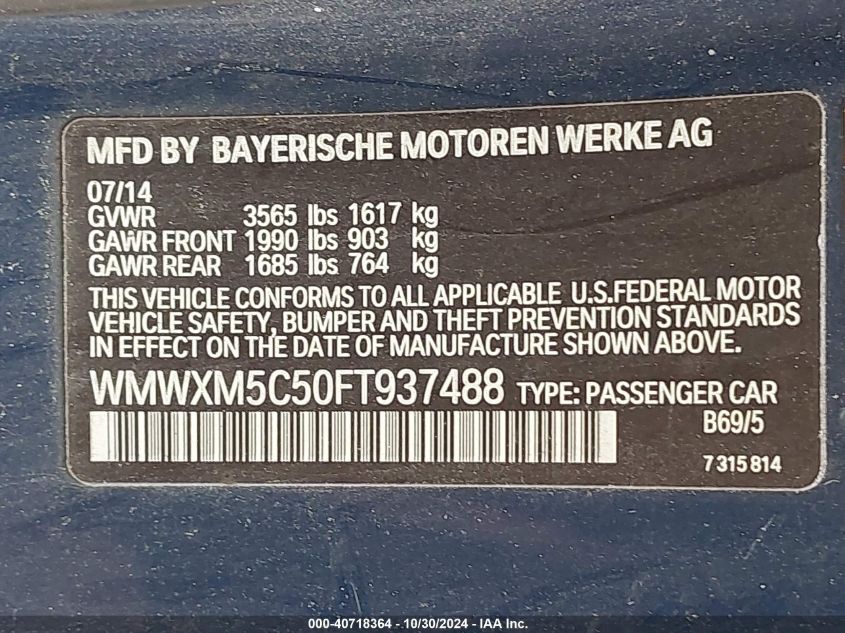 MFD BY BAYERISCHE MOTOREN WERKE AG
07/14
GVWR 3565 lbs 1617 kg
GAWR FRONT 1990 lbs 903 kg
GAWR REAR 1685 lbs 764 kg
THIS VEHICLE CONFORMS TO ALL APPLICABLE U.S.FEDERAL MOTOR
VEHICLE SAFETY, BUMPER AND THEFT PREVENTION STANDARDS
IN EFFECT ON THE DATE OF MANUFACTURE SHOWN ABOVE.
WMWXM5C50FT937488 TYPE: PASSENGER CAR
B69/5
7 315 814
000-40718364 - 10/30/2024 - IAA, Inc.